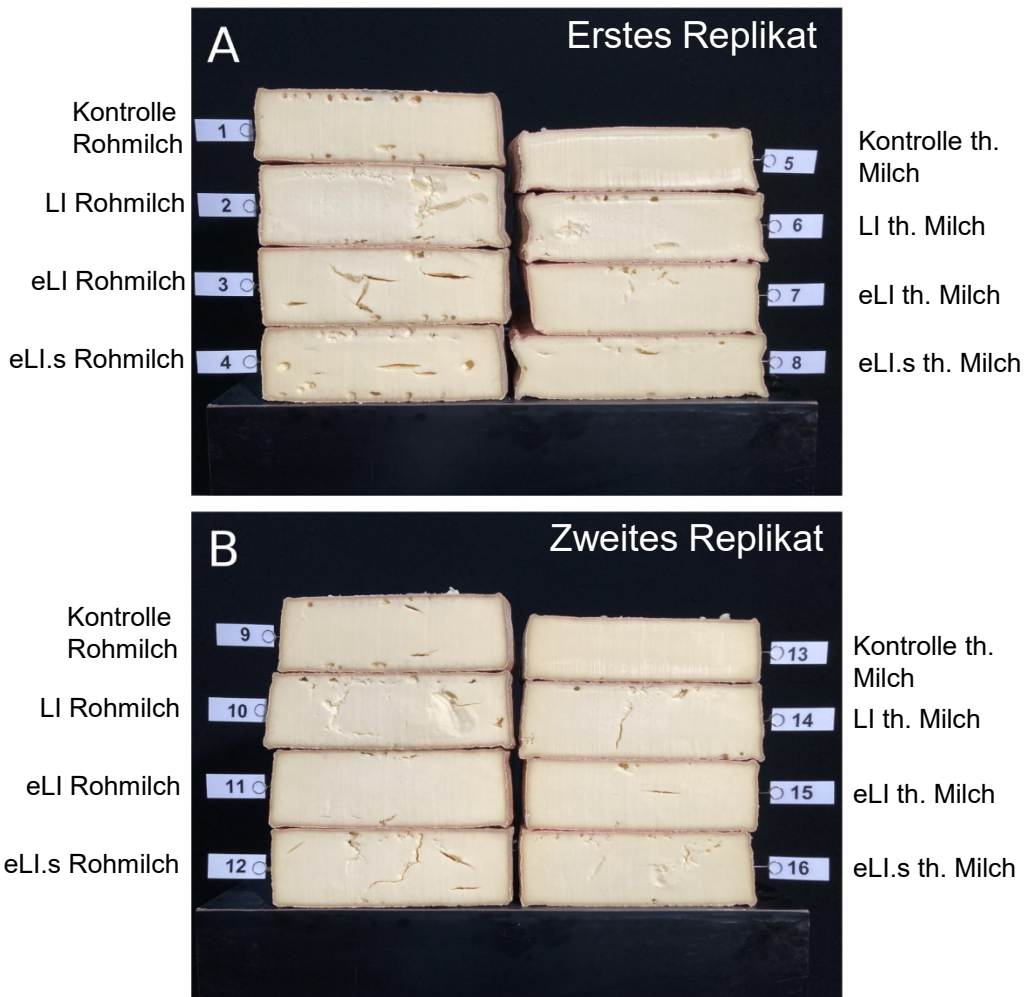 A
Erstes Replikat
Kontrolle
Rohmilch
1
LI Rohmilch
2
eLI Rohmilch
3
eLI.s Rohmilch
4
5
Kontrolle th.
Milch
6
LI th. Milch
7
eLI th. Milch
8
eLI.s th. Milch
B
Zweites Replikat
Kontrolle
Rohmilch
9
LI Rohmilch
10
eLI Rohmilch
11
eLI.s Rohmilch
12
13
Kontrolle th.
Milch
14
LI th. Milch
15
eLI th. Milch
16
eLI.s th. Milch